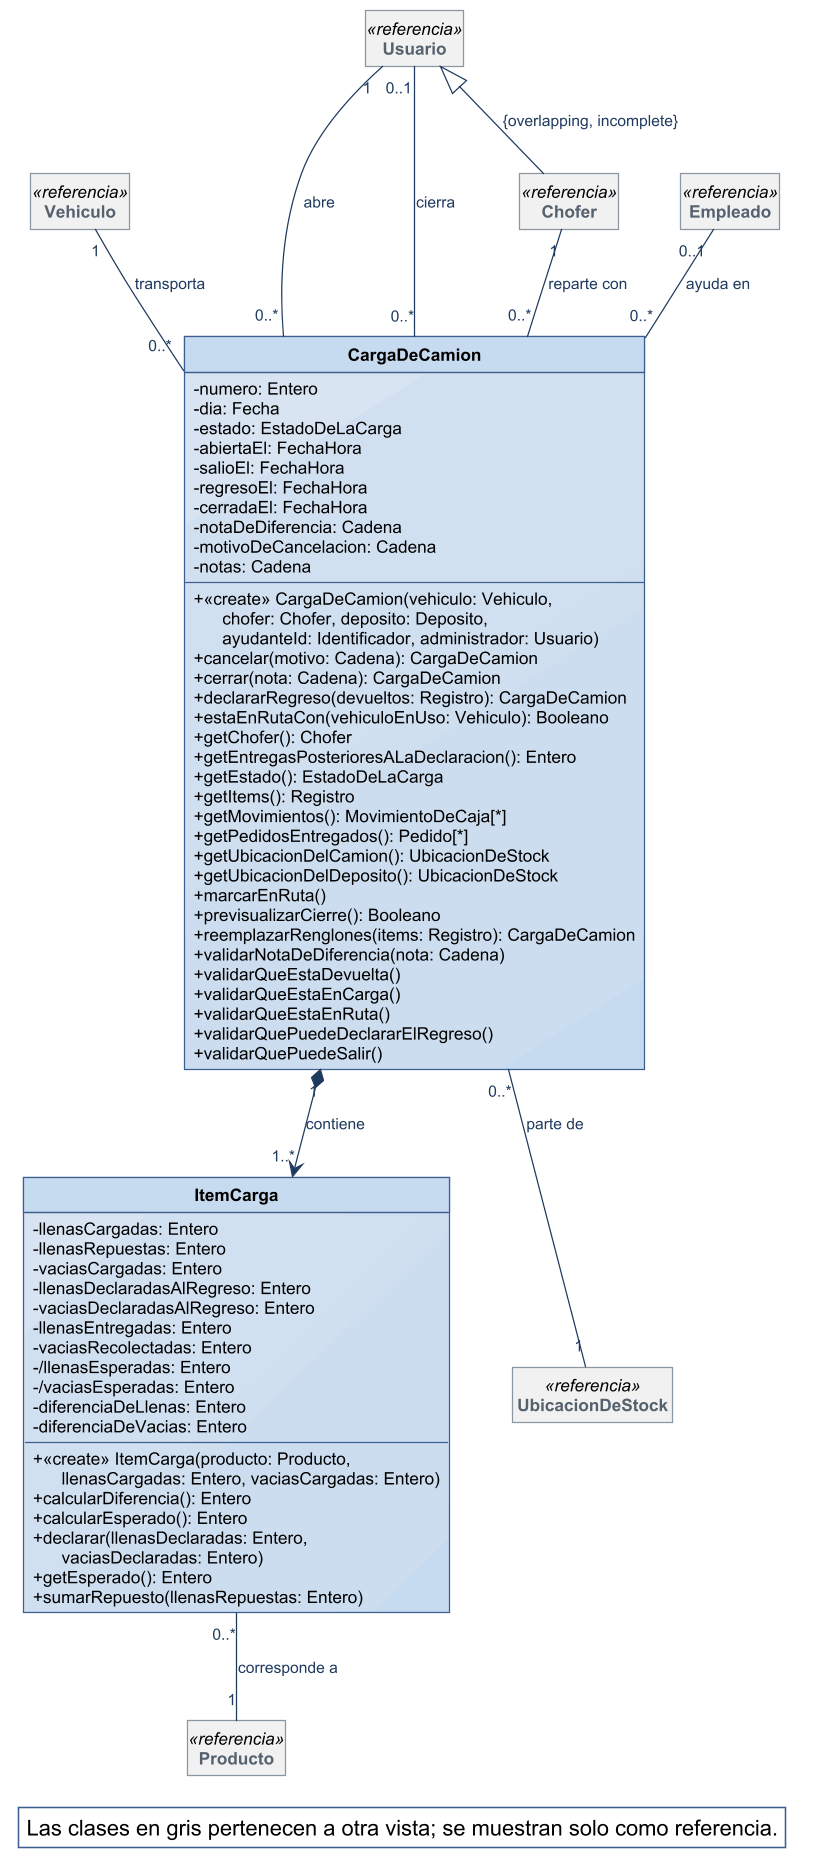 «referencia»
Usuario
1
0..1
{overlapping, incomplete}
«referencia»
Vehiculo
abre
cierra
«referencia»
Chofer
«referencia»
Empleado
1
transporta
1
reparte con
0..1
ayuda en
0..*
0..*
0..*
0..*
0..*
CargaDeCamion
-numero: Entero
-dia: Fecha
-estado: EstadoDeLaCarga
-abiertaEl: FechaHora
-salioEl: FechaHora
-regresoEl: FechaHora
-cerradaEl: FechaHora
-notaDeDiferencia: Cadena
-motivoDeCancelacion: Cadena
-notas: Cadena
+«create» CargaDeCamion(vehiculo: Vehiculo,
chofer: Chofer, deposito: Deposito,
ayudanteId: Identificador, administrador: Usuario)
+cancelar(motivo: Cadena): CargaDeCamion
+cerrar(nota: Cadena): CargaDeCamion
+declararRegreso(devueltos: Registro): CargaDeCamion
+estaEnRutaCon(vehiculoEnUso: Vehiculo): Booleano
+getChofer(): Chofer
+getEntregasPosterioresALaDeclaracion(): Entero
+getEstado(): EstadoDeLaCarga
+getItems(): Registro
+getMovimientos(): MovimientoDeCaja[*]
+getPedidosEntregados(): Pedido[*]
+getUbicacionDelCamion(): UbicacionDeStock
+getUbicacionDelDeposito(): UbicacionDeStock
+marcarEnRuta()
+previsualizarCierre(): Booleano
+reemplazarRenglones(items: Registro): CargaDeCamion
+validarNotaDeDiferencia(nota: Cadena)
+validarQueEstaDevuelta()
+validarQueEstaEnCarga()
+validarQueEstaEnRuta()
+validarQuePuedeDeclararElRegreso()
+validarQuePuedeSalir()
1
0..*
contiene
parte de
1..*
ItemCarga
-llenasCargadas: Entero
-llenasRepuestas: Entero
-vaciasCargadas: Entero
-llenasDeclaradasAlRegreso: Entero
-vaciasDeclaradasAlRegreso: Entero
-llenasEntregadas: Entero
-vaciasRecolectadas: Entero
-/llenasEsperadas: Entero
-/vaciasEsperadas: Entero
-diferenciaDeLlenas: Entero
-diferenciaDeVacias: Entero
+«create» ItemCarga(producto: Producto,
llenasCargadas: Entero, vaciasCargadas: Entero)
+calcularDiferencia(): Entero
+calcularEsperado(): Entero
+declarar(llenasDeclaradas: Entero,
vaciasDeclaradas: Entero)
+getEsperado(): Entero
+sumarRepuesto(llenasRepuestas: Entero)
1
«referencia»
UbicacionDeStock
0..*
corresponde a
1
«referencia»
Producto
Las clases en gris pertenecen a otra vista; se muestran solo como referencia.